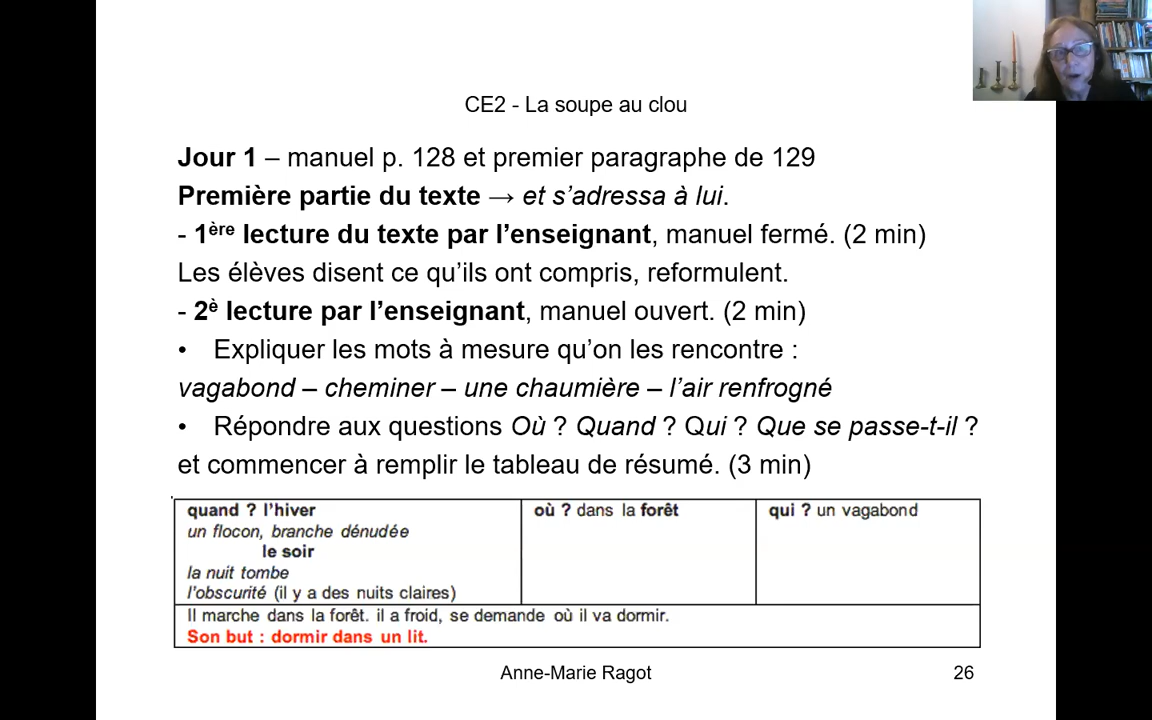 CE2 - La soupe au clou
Jour 1 – manuel p. 128 et premier paragraphe de 129
Première partie du texte → et s’adressa à lui.
- 1ère lecture du texte par l’enseignant, manuel fermé. (2 min)
Les élèves disent ce qu’ils ont compris, reformulent.
- 2è lecture par l’enseignant, manuel ouvert. (2 min)
• Expliquer les mots à mesure qu’on les rencontre :
vagabond – cheminer – une chaumière – l’air renfrogné
• Répondre aux questions Où ? Quand ? Qui ? Que se passe-t-il ?
et commencer à remplir le tableau de résumé. (3 min)
quand ? l’hiver
un flocon, branche dénudée
le soir
la nuit tombe
l’obscurité (il y a des nuits claires)
où ? dans la forêt
qui ? un vagabond
Il marche dans la forêt. il a froid, se demande où il va dormir.
Son but : dormir dans un lit.
Anne-Marie Ragot
26